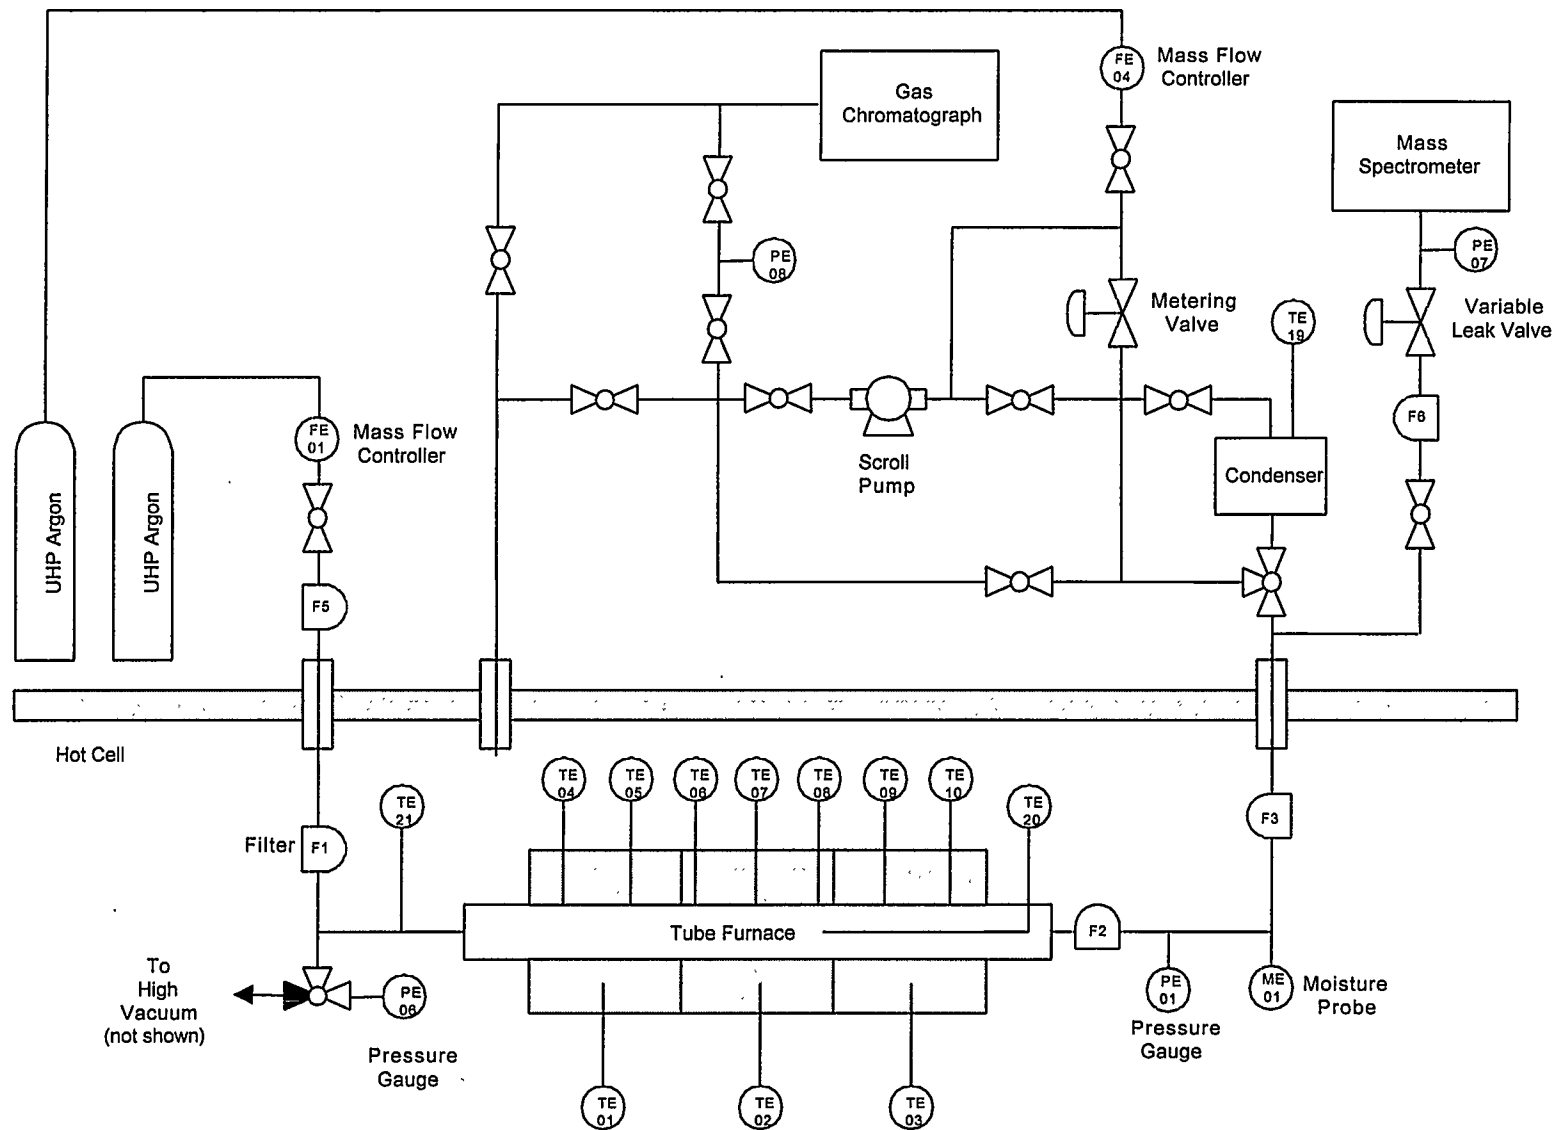 FE
04
Mass Flow
Controller
Gas
Chromatograph
Mass
Spectrometer
PE
08
PE
07
Metering
Valve
TE
19
Variable
Leak Valve
FE
01
Mass Flow
Controller
F6
Scroll
Pump
Condenser
UHP Argon
UHP Argon
F5
Hot Cell
TE
04
TE
05
TE
06
TE
07
TE
08
TE
09
TE
10
TE
21
TE
20
Filter
F1
F3
Tube Furnace
F2
To
High
Vacuum
(not shown)
PE
06
PE
01
ME
01
Moisture
Probe
Pressure
Gauge
Pressure
Gauge
TE
01
TE
02
TE
03